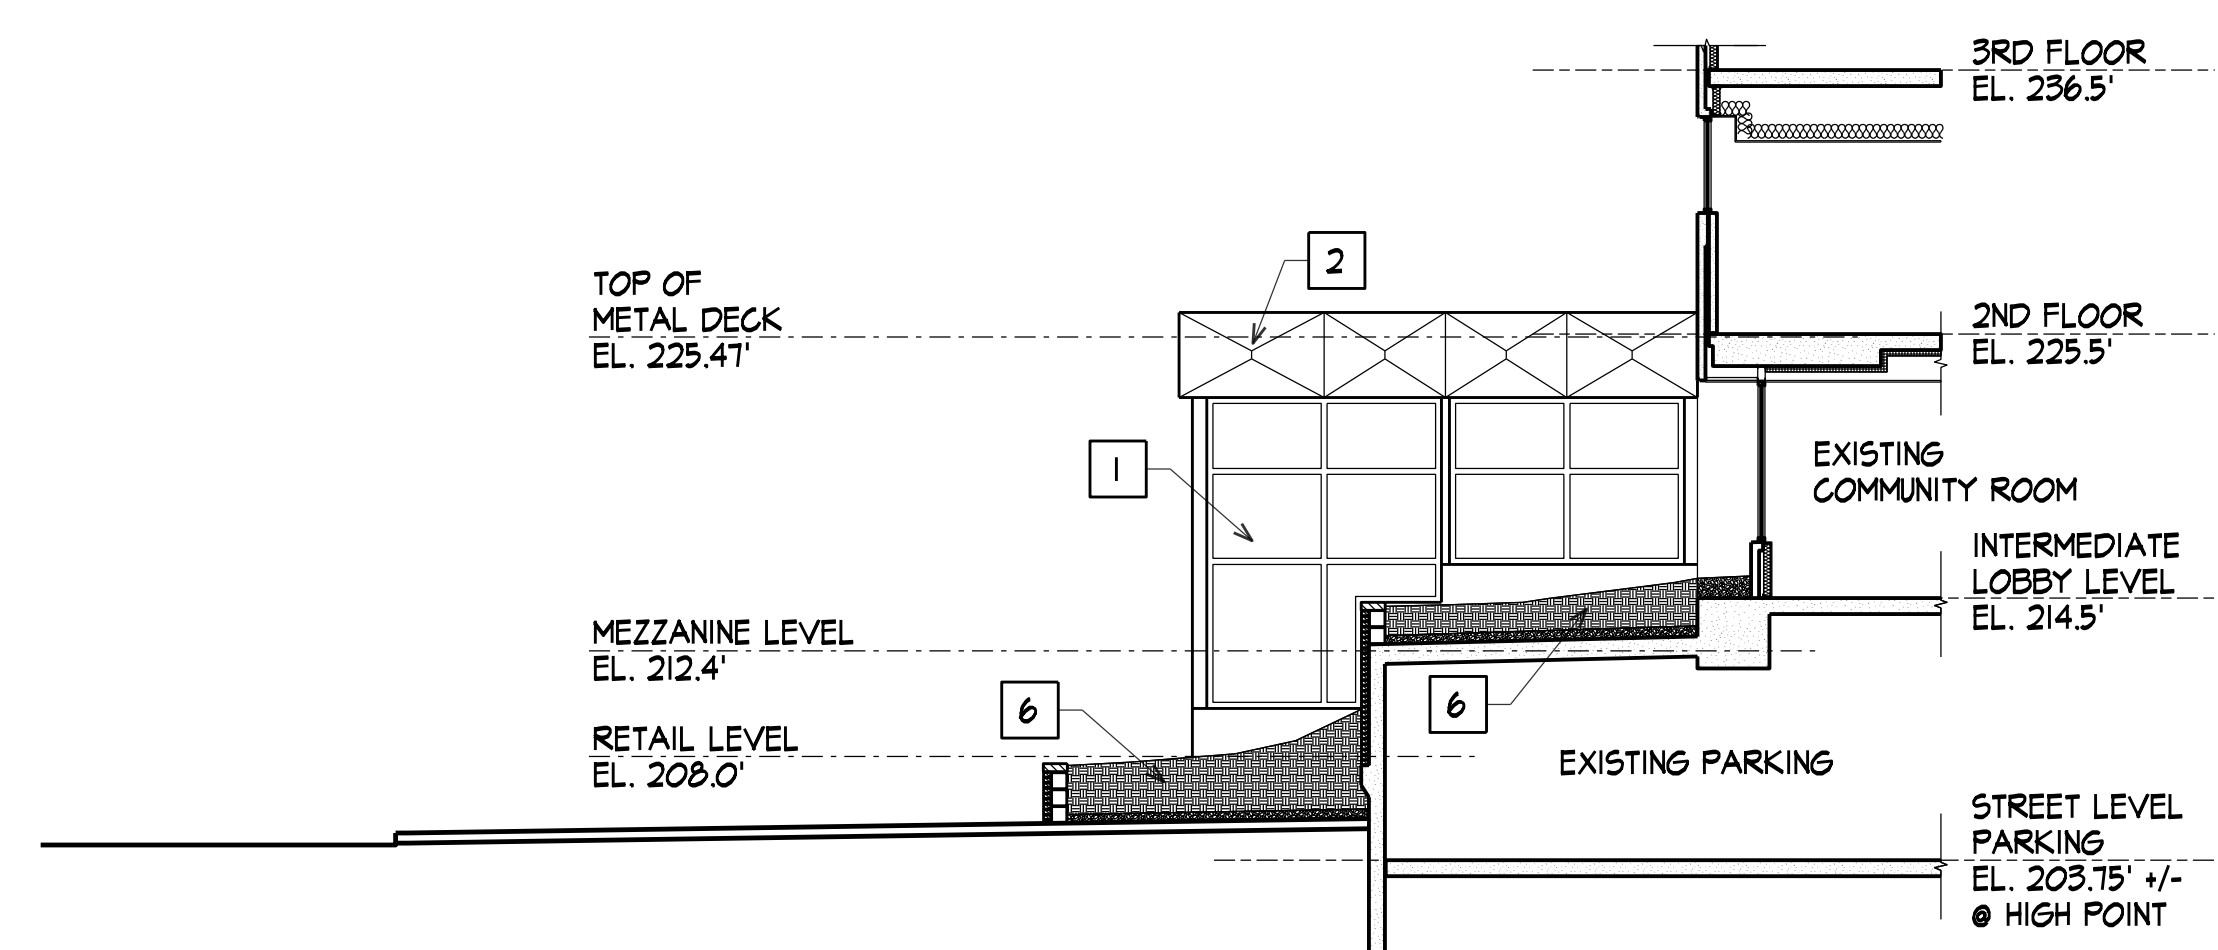 3RD FLOOR
EL. 236.5'
2
TOP OF
METAL DECK
EL. 225.47'
2ND FLOOR
EL. 225.5'
1
EXISTING
COMMUNITY ROOM
INTERMEDIATE
LOBBY LEVEL
EL. 214.5'
MEZZANINE LEVEL
EL. 212.4'
6
6
RETAIL LEVEL
EL. 208.0'
EXISTING PARKING
STREET LEVEL
PARKING
EL. 203.75' +/-
@ HIGH POINT